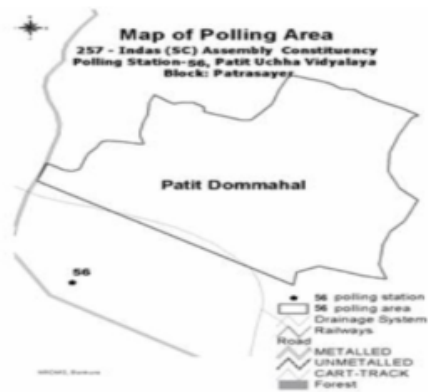 Map of Polling Area
257 - Indas (SC) Assembly Constituency
Polling Station-56, Patit Uchha Vidyalaya
Block: Patrasayer
Patit Dommahal
56
56 polling station
56 polling area
Drainage System
Railways
Road
METALLED
UNMETALLED
CART-TRACK
Forest